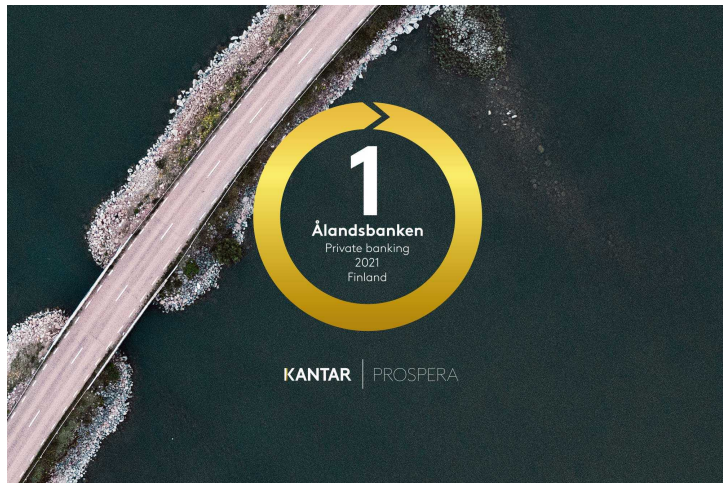 1
Ålandsbanken
Private banking
2021
Finland
KANTAR | PROSPERA